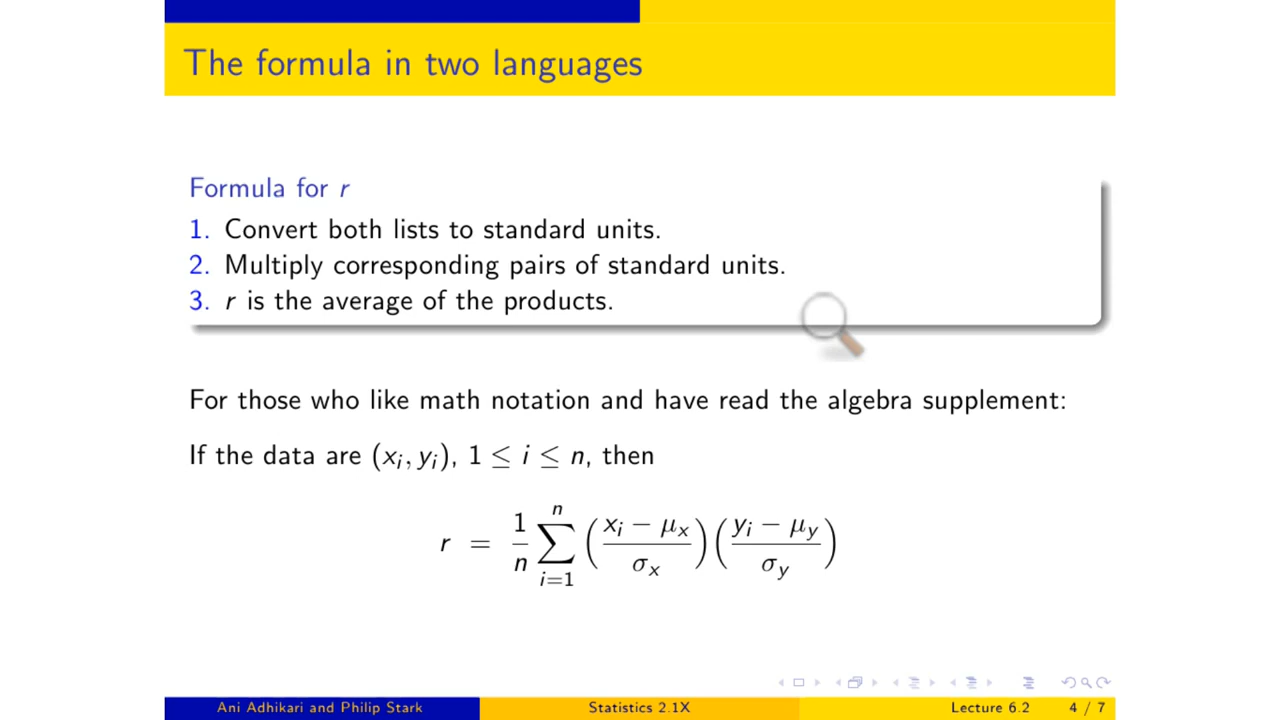 The formula in two languages
Formula for r
1. Convert both lists to standard units.
2. Multiply corresponding pairs of standard units.
3. r is the average of the products.
For those who like math notation and have read the algebra supplement:
If the data are (xᵢ, yᵢ), 1 ≤ i ≤ n, then
r = 1/n ∑ᵢ₌₁ⁿ ((xᵢ − μₓ)/σₓ)((yᵢ − μ_y)/σ_y)
Ani Adhikari and Philip Stark
Statistics 2.1X
Lecture 6.2
4 / 7